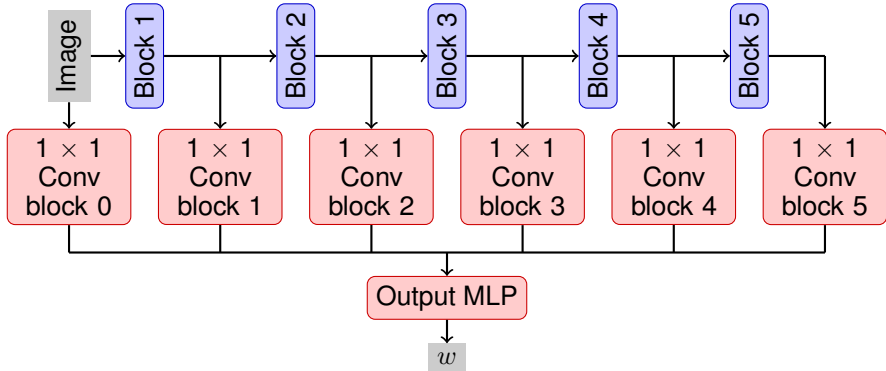 Image
Block 1
Block 2
Block 3
Block 4
Block 5
1 × 1
Conv
block 0
1 × 1
Conv
block 1
1 × 1
Conv
block 2
1 × 1
Conv
block 3
1 × 1
Conv
block 4
1 × 1
Conv
block 5
Output MLP
w